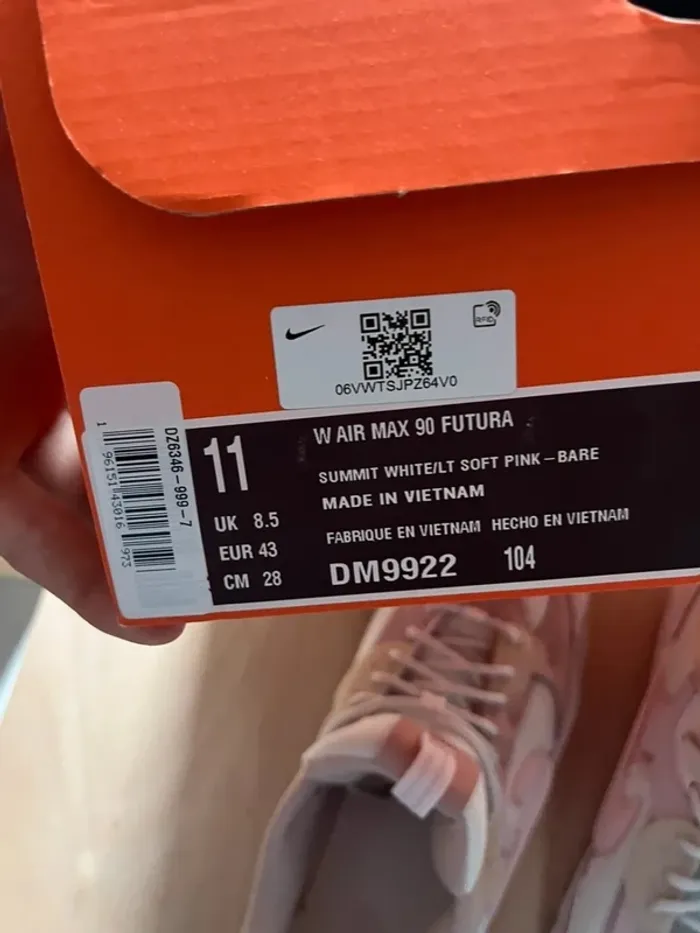 RFID
06VWTSJPZ64V0
DZ6346-999-7
11
UK 8.5
EUR 43
CM 28
W AIR MAX 90 FUTURA
SUMMIT WHITE/LT SOFT PINK-BARE
MADE IN VIETNAM
FABRIQUE EN VIETNAM HECHO EN VIETNAM
DM9922 104